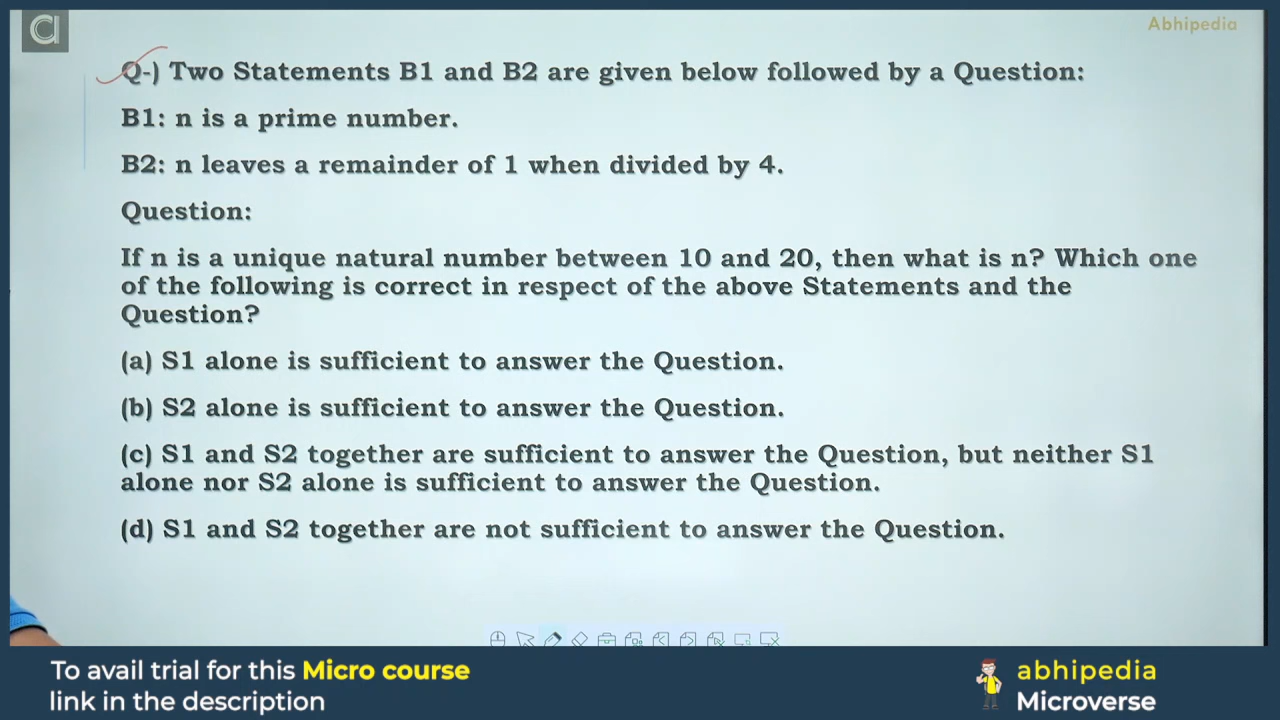 Abhipedia
Q-) Two Statements B1 and B2 are given below followed by a Question:
B1: n is a prime number.
B2: n leaves a remainder of 1 when divided by 4.
Question:
If n is a unique natural number between 10 and 20, then what is n? Which one
of the following is correct in respect of the above Statements and the
Question?
(a) S1 alone is sufficient to answer the Question.
(b) S2 alone is sufficient to answer the Question.
(c) S1 and S2 together are sufficient to answer the Question, but neither S1
alone nor S2 alone is sufficient to answer the Question.
(d) S1 and S2 together are not sufficient to answer the Question.
To avail trial for this Micro course
link in the description
abhipedia
Microverse